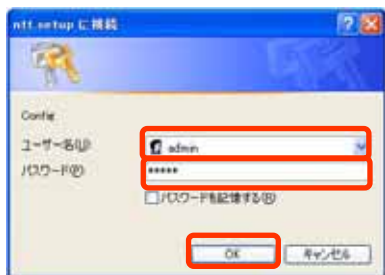 ntt.setup に接続
Config
ユーザー名(U)
admin
パスワード(P)
*****
パスワードを記憶する(R)
OK
キャンセル